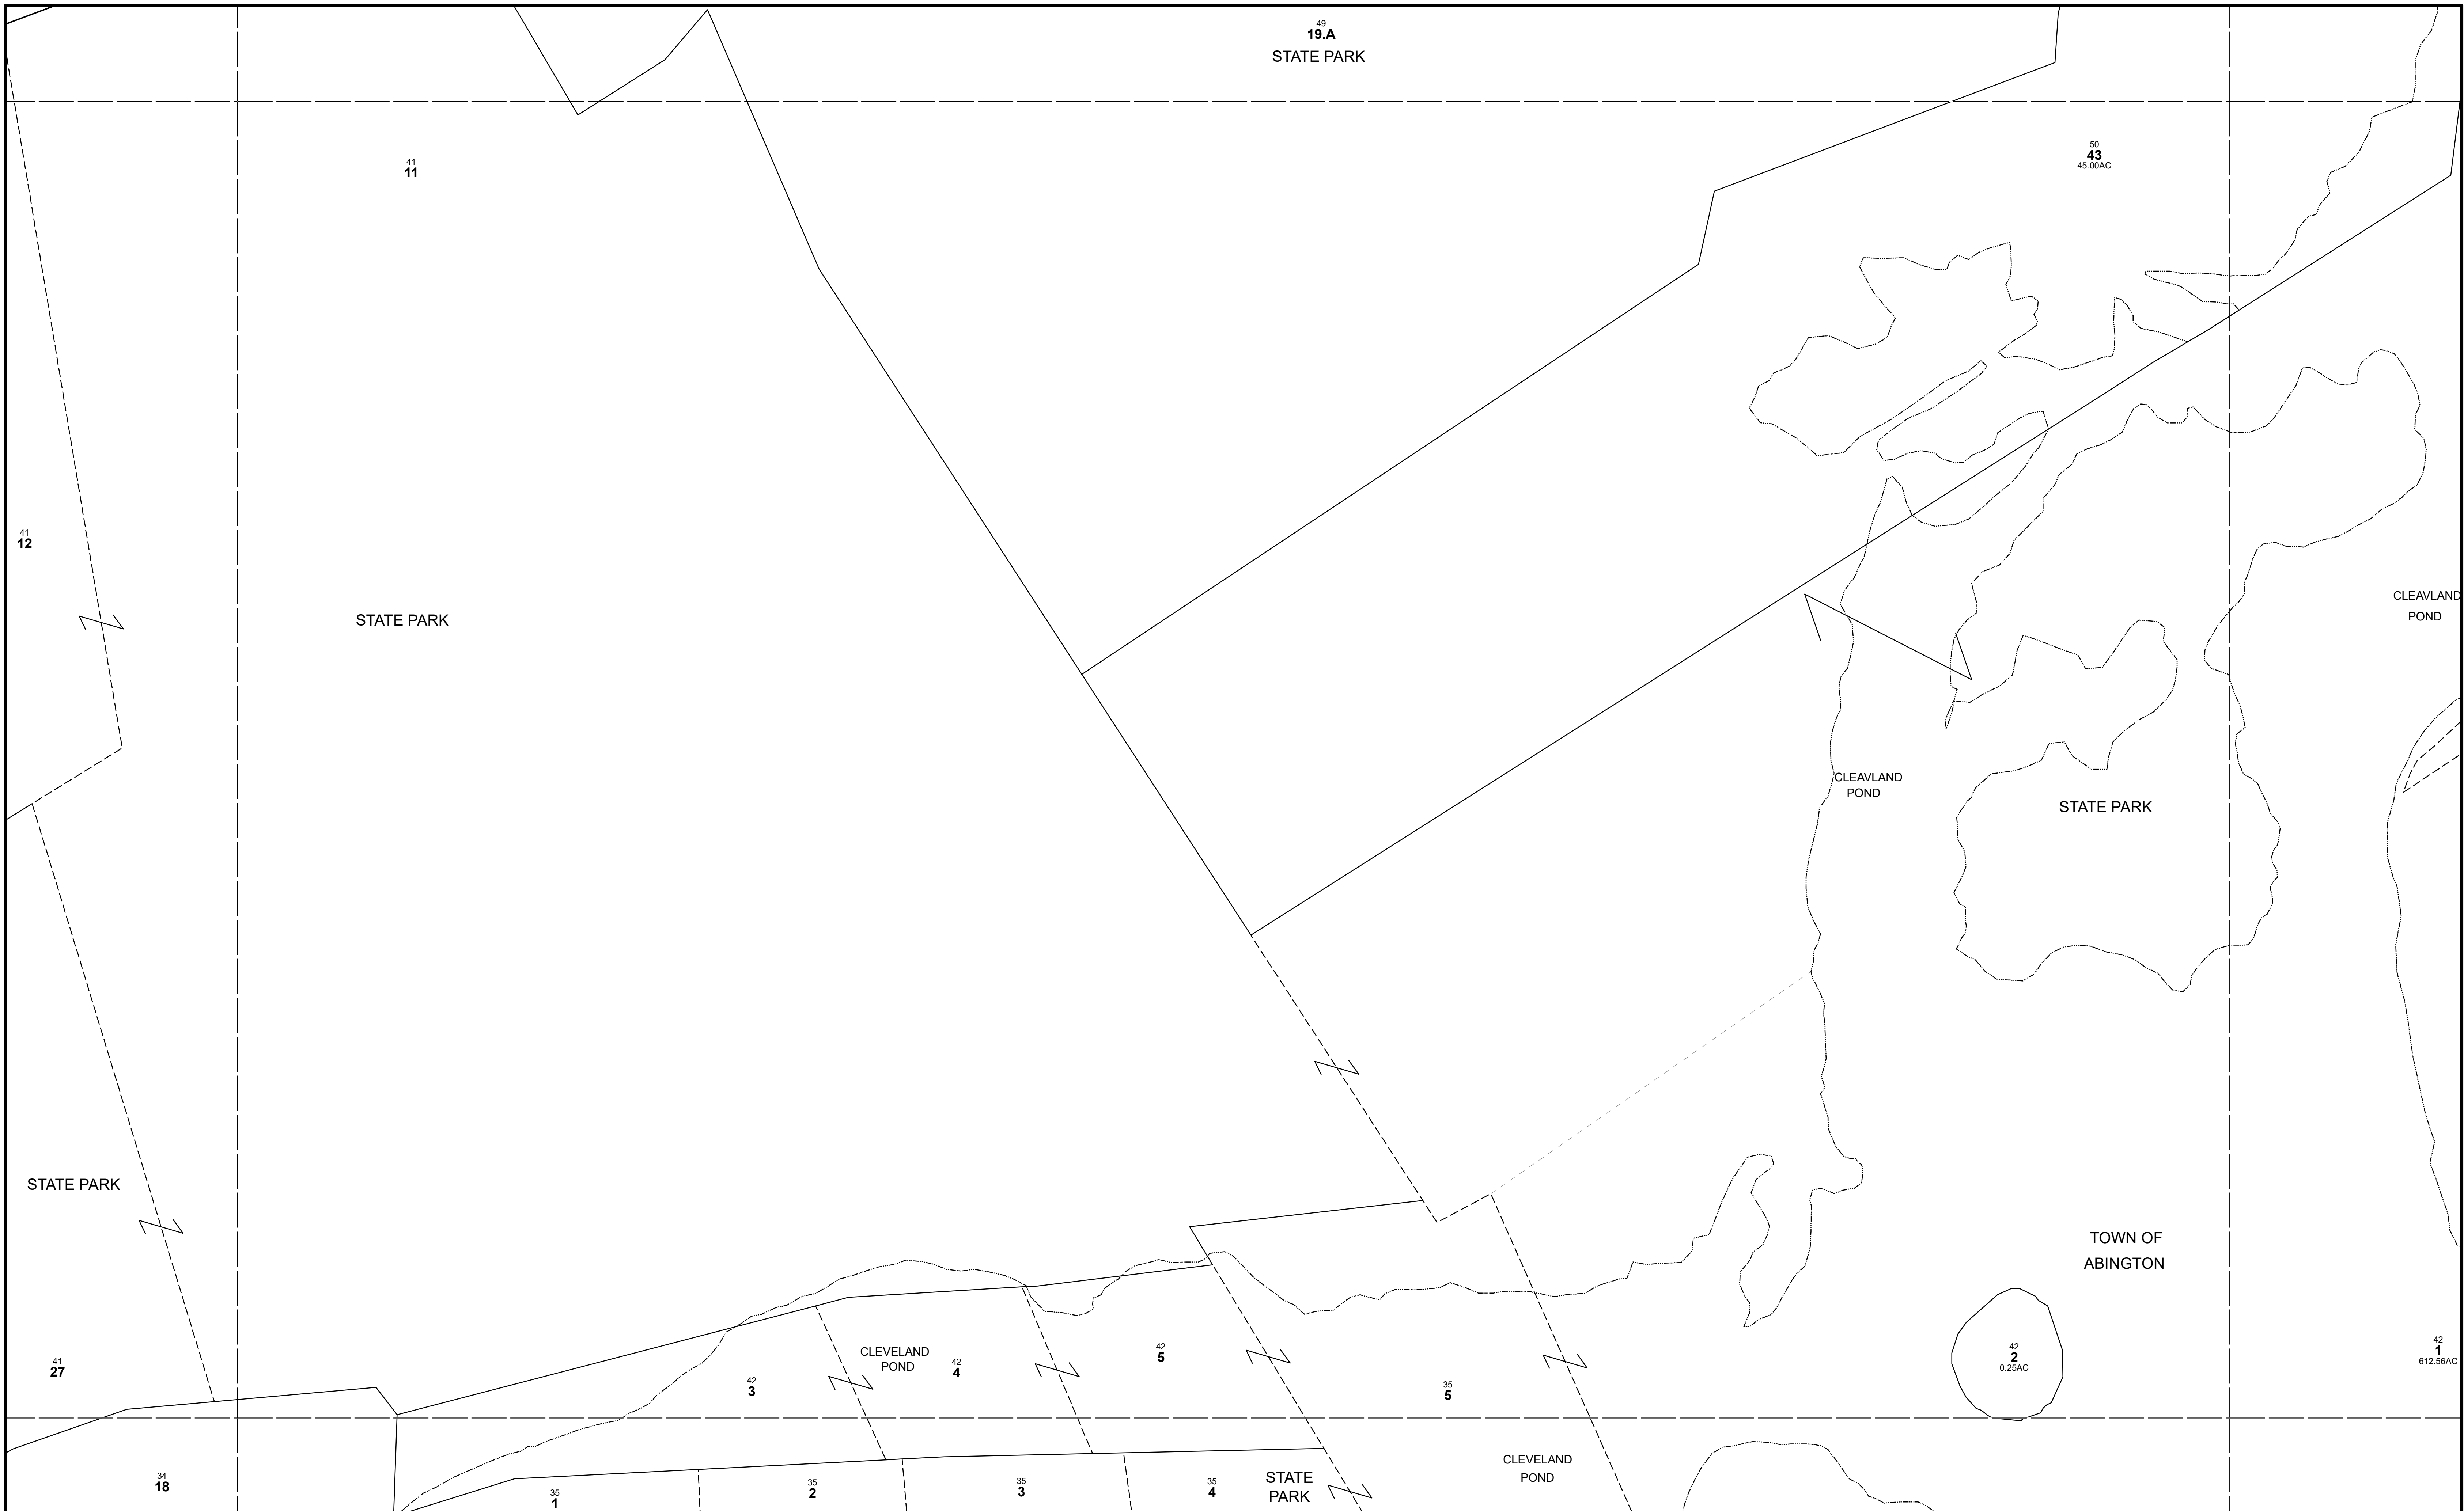 49
19.A
STATE PARK
41
11
50
43
45.00AC
41
12
STATE PARK
CLEAVLAND
POND
CLEAVLAND
POND
STATE PARK
STATE PARK
TOWN OF
ABINGTON
41
27
42
3
CLEVELAND
POND
42
4
42
5
35
5
42
2
0.25AC
42
1
612.56AC
34
18
35
1
35
2
35
3
35
4
STATE
PARK
CLEVELAND
POND